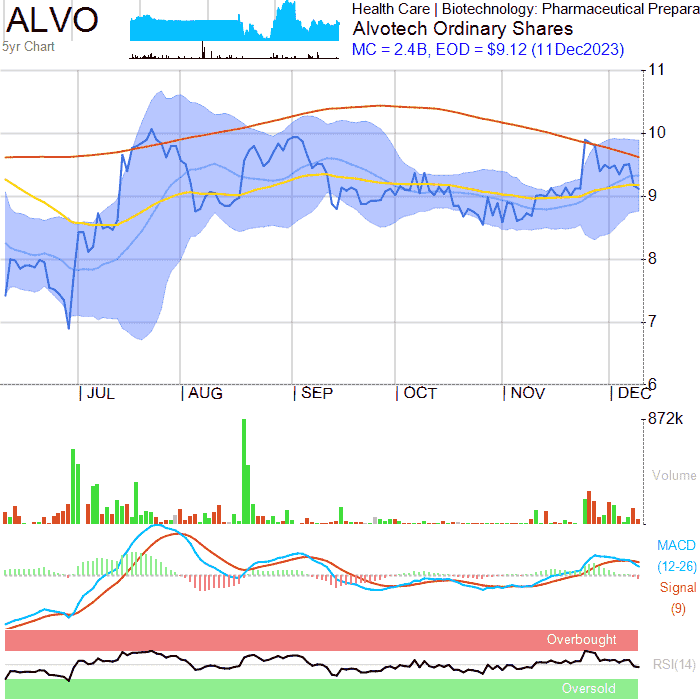 ALVO
5yr Chart
Health Care | Biotechnology: Pharmaceutical Prepara
Alvotech Ordinary Shares
MC = 2.4B, EOD = $9.12 (11Dec2023)
11
10
9
8
7
6
JUL AUG SEP OCT NOV DEC
872k
Volume
MACD
(12-26)
Signal
(9)
Overbought
RSI(14)
Oversold